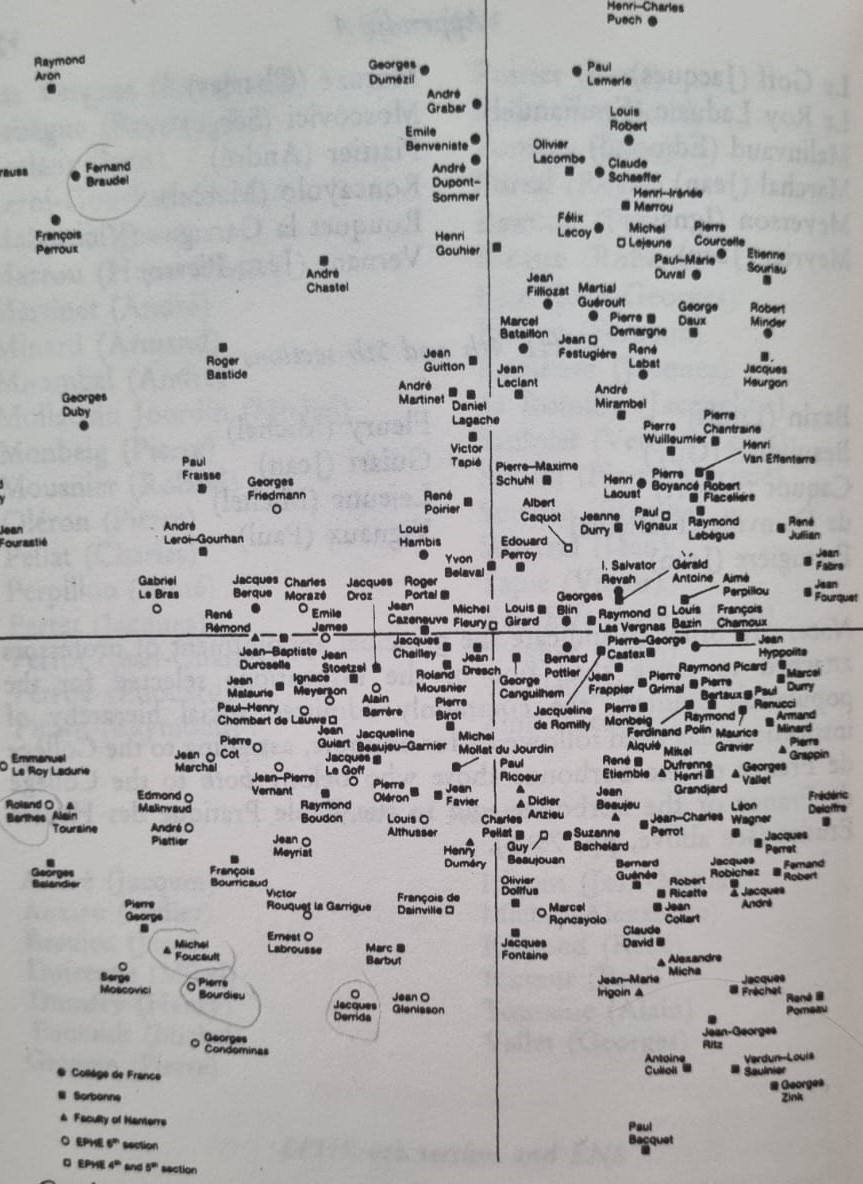 Henri–Charles
Puech
Raymond
Aron
Georges
Dumézil
Paul
Lemerle
André
Grabar
Louis
Robert
Emile
Benveniste
Olivier
Lacombe
Claude
Schaeffer
Fernand
Braudel
André
Dupont-
Sommer
Henri–Irénée
Marrou
François
Perroux
Félix
Lecoy
Michel
Lejeune
Pierre
Courcelle
Henri
Gouhier
Paul-Marie
Duval
Etienne
Souriau
André
Chastel
Jean
Filliozat
Martial
Guéroult
Marcel
Bataillon
Pierre
Demargne
George
Daux
Robert
Minder
Jean
Festugière
René
Labat
Roger
Bastide
Jean
Guitton
Jean
Leclant
Jacques
Heurgon
Georges
Duby
André
Martinet
Daniel
Lagache
André
Mirambel
Pierre
Wuilleumier
Pierre
Chantraine
Victor
Tapié
Henri
Van Effenterre
Paul
Fraisse
Pierre–Maxime
Schuhl
Henri
Laoust
Pierre
Boyancé
Robert
Flacelière
Georges
Friedmann
René
Poirier
Albert
Caquot
Jeanne
Durry
Paul
Vignaux
Raymond
Lebègue
René
Jullian
Jean
Fourastié
André
Leroi–Gourhan
Louis
Hambis
Edouard
Perroy
Jean
Fabre
Yvon
Belaval
I. Salvator
Revah
Gérald
Antoine
Aimé
Perpillou
Jean
Fourquet
Gabriel
Le Bras
Jacques
Berque
Charles
Morazé
Jacques
Droz
Roger
Portal
Georges
Blin
René
Rémond
Emile
James
Jean
Cazeneuve
Michel
Fleury
Louis
Girard
Raymond
Las Vergnas
Louis
Bazin
François
Chamoux
Jean–Baptiste
Duroselle
Jean
Stoetzel
Jacques
Chailley
Jean
Dresch
Bernard
Pottier
Pierre–George
Castex
Jean
Hyppolite
Jean
Malaurie
Ignace
Meyerson
Roland
Mousnier
George
Canguilhem
Jean
Frappier
Pierre
Grimal
Raymond Picard
Pierre
Bertaux
Paul
Renucci
Marcel
Durry
Paul–Henry
Chombart de Lauwe
Alain
Barrère
Pierre
Birot
Jacqueline
de Romilly
Pierre
Monbeig
Raymond
Polin
Armand
Minard
Jean
Guiart
Jacqueline
Beaujeu–Garnier
Michel
Mollat du Jourdin
Ferdinand
Alquié
Maurice
Gravier
Pierre
Grappin
Emmanuel
Le Roy Ladurie
Jean
Marchal
Pierre
Cot
Jacques
Le Goff
Paul
Ricoeur
René
Etiemble
Mikel
Dufrenne
Henri
Grandjard
Georges
Vallet
Jean–Pierre
Vernant
Pierre
Oléron
Jean
Favier
Jean
Beaujeu
Frédéric
Deloffre
Roland
Barthes
Alain
Touraine
Edmond
Malinvaud
Raymond
Boudon
Louis
Althusser
Didier
Anzieu
Jean–Charles
Perrot
Léon
Wagner
André
Piattier
Charles
Pellat
Guy
Beaujouan
Suzanne
Bachelard
Jacques
Perret
Jean
Meyriat
Henry
Duméry
Georges
Balandier
François
Bourricaud
Bernard
Guénée
Jacques
Robichez
Fernand
Robert
Olivier
Dollfus
Robert
Ricatte
Jacques
André
Pierre
George
Victor
Rouquet la Garrigue
François
de Dainville
Marcel
Roncayolo
Jean
Collart
Michel
Foucault
Ernest
Labrousse
Marc
Barbut
Jacques
Fontaine
Claude
David
Alexandre
Micha
Serge
Moscovici
Pierre
Bourdieu
Jacques
Derrida
Jean
Glenisson
Jean–Marie
Irigoin
Jacques
Fréchet
René
Pomeau
Georges
Condominas
Jean-Georges
Ritz
Antoine
Culioli
Verdun–Louis
Saulnier
Georges
Zink
Paul
Bacquet
Collège de France
Sorbonne
Faculty of Nanterre
EPHE 6th section
EPHE 4th and 5th section